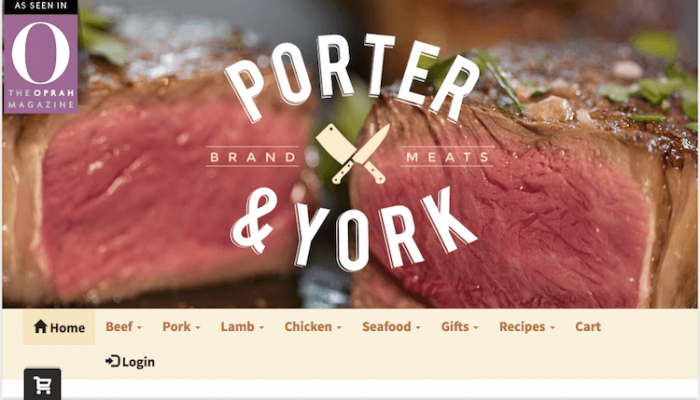 AS SEEN IN
O
THE OPRAH
MAGAZINE
PORTER
BRAND MEATS
& YORK
Home Beef Pork Lamb Chicken Seafood Gifts Recipes Cart
Login